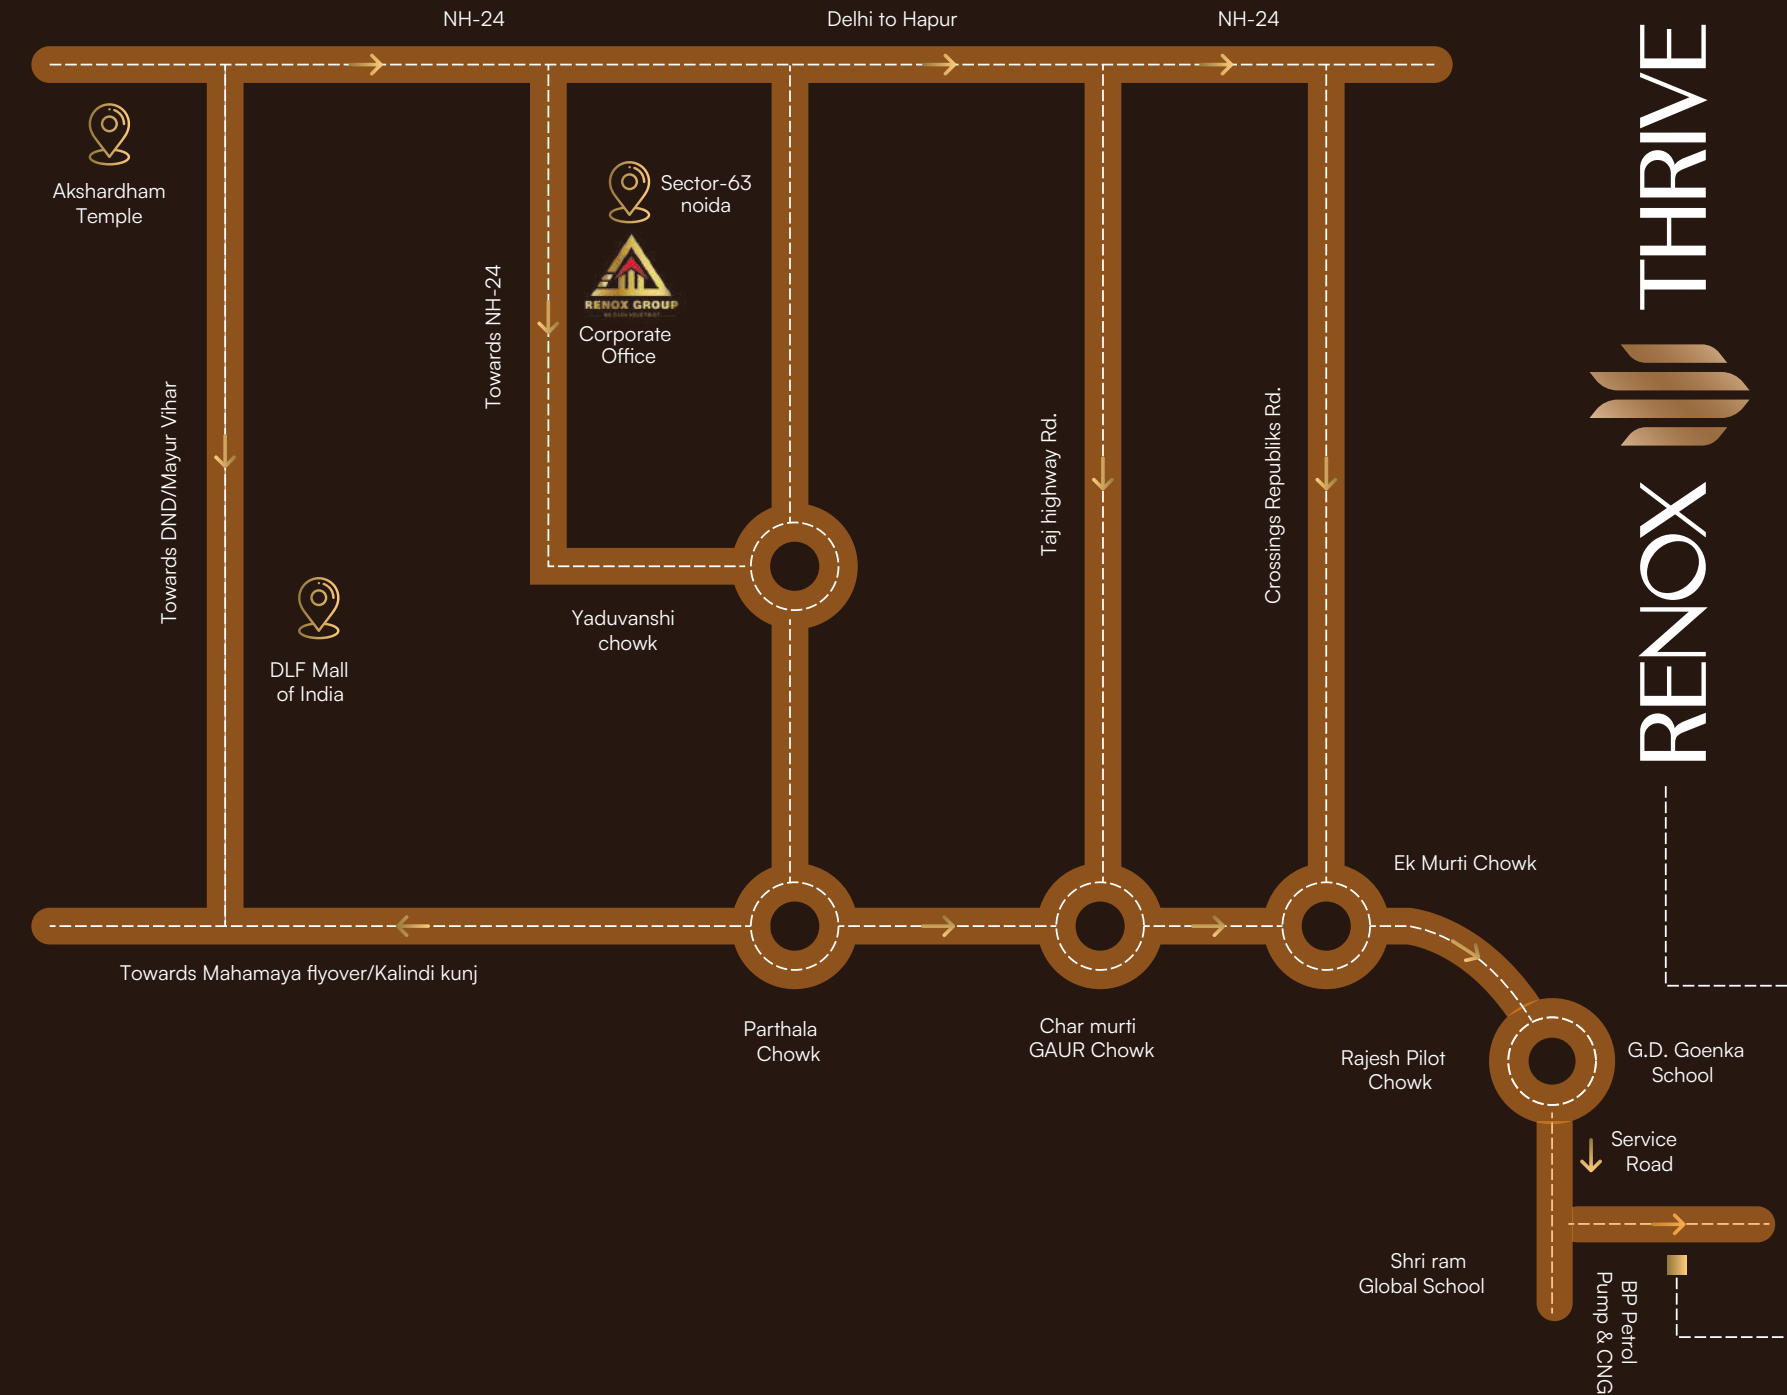 NH-24
Delhi to Hapur
NH-24
Akshardham
Temple
Sector-63
noida
RENOX GROUP
Corporate
Office
Towards NH-24
Towards DND/Mayur Vihar
DLF Mall
of India
Yaduvanshi
chowk
Taj highway Rd.
Crossings Republiks Rd.
RENOX THRIVE
Ek Murti Chowk
Towards Mahamaya flyover/Kalindi kunj
Parthala
Chowk
Char murti
GAUR Chowk
Rajesh Pilot
Chowk
G.D. Goenka
School
Service
Road
Shri ram
Global School
BP Petrol
Pump & CNG